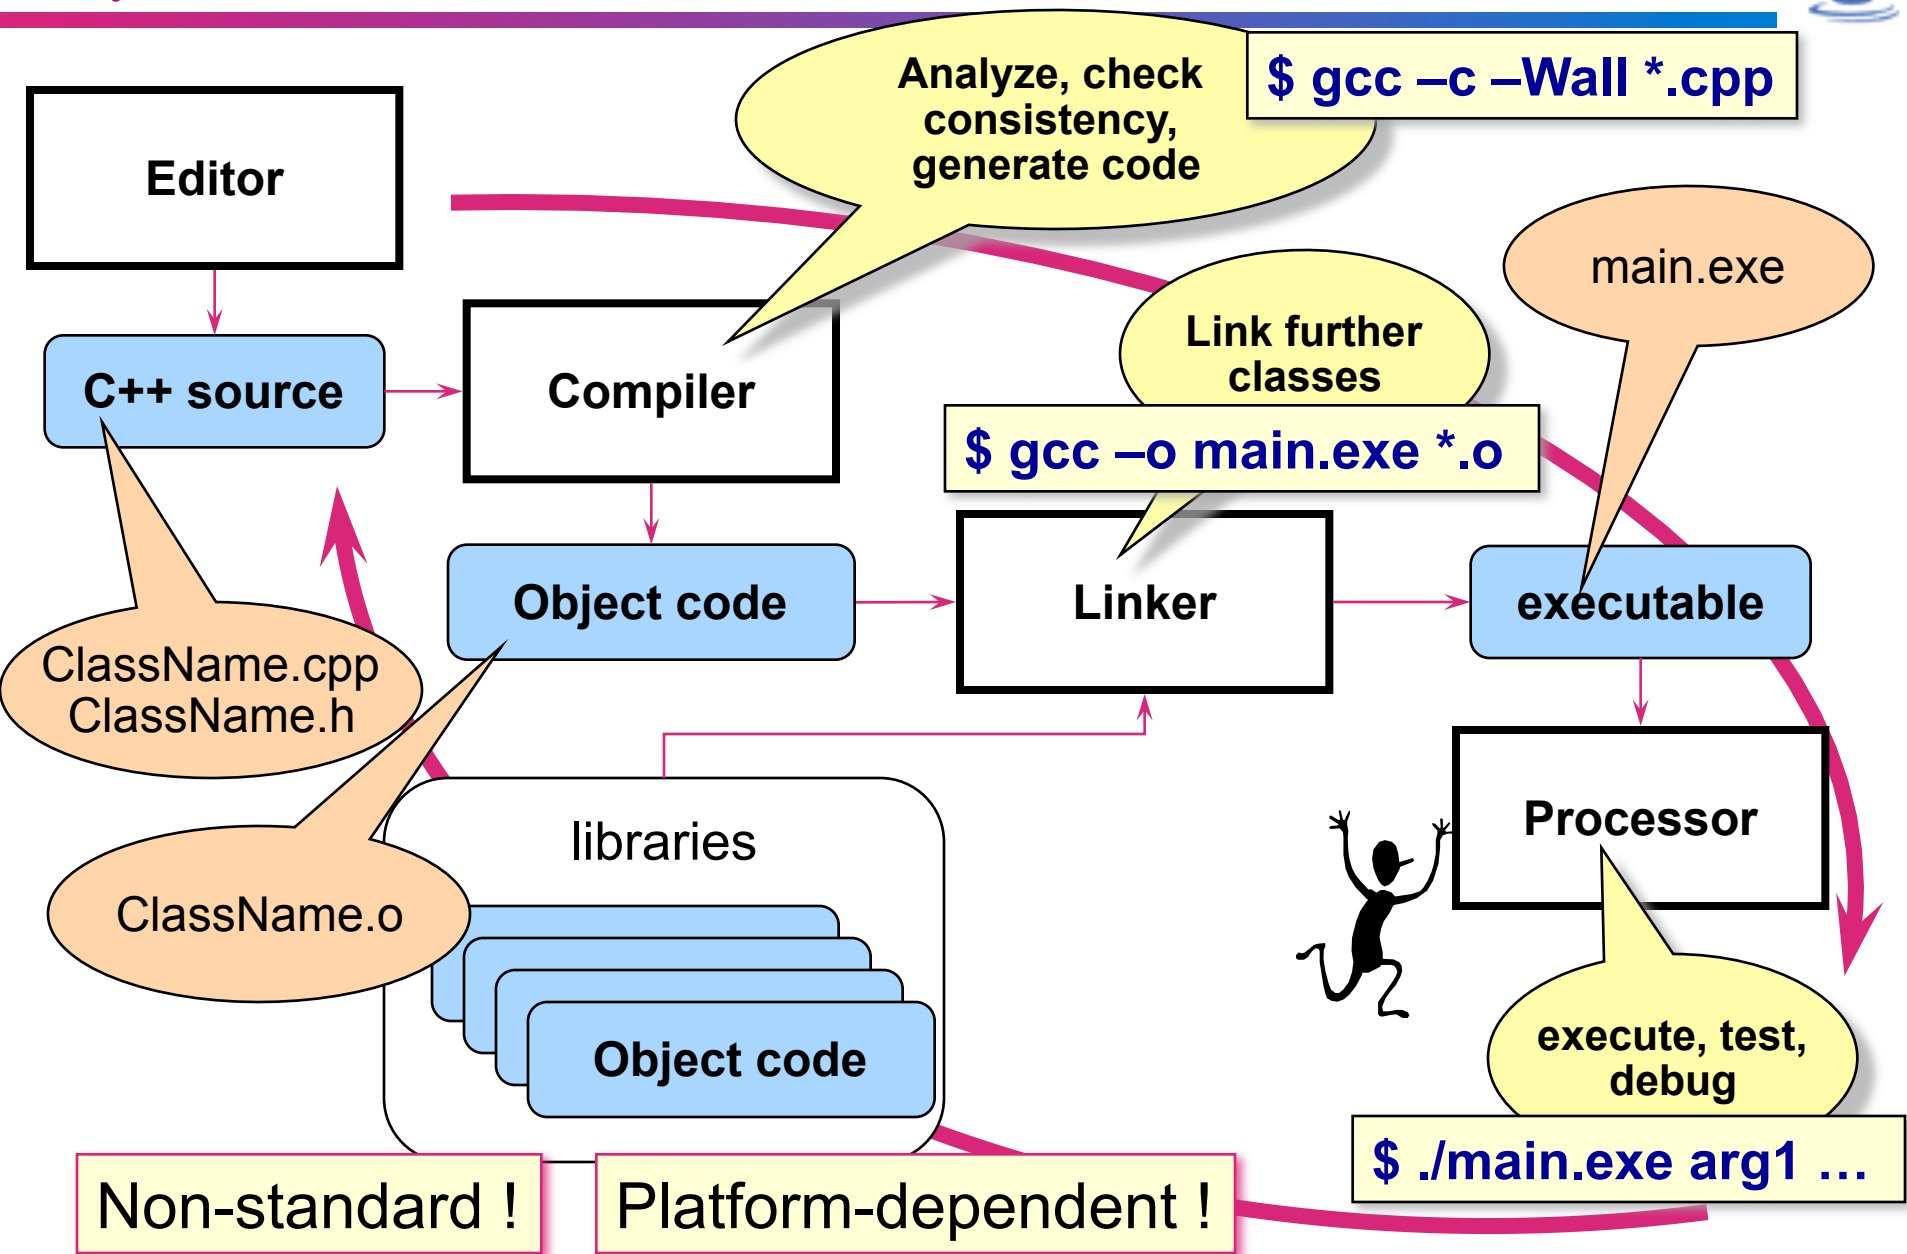 Analyze, check
consistency,
generate code
$ gcc –c –Wall *.cpp
Editor
main.exe
Link further
classes
C++ source
Compiler
$ gcc –o main.exe *.o
Object code
Linker
executable
ClassName.cpp
ClassName.h
libraries
Processor
ClassName.o
Object code
execute, test,
debug
$ ./main.exe arg1 …
Non-standard !
Platform-dependent !